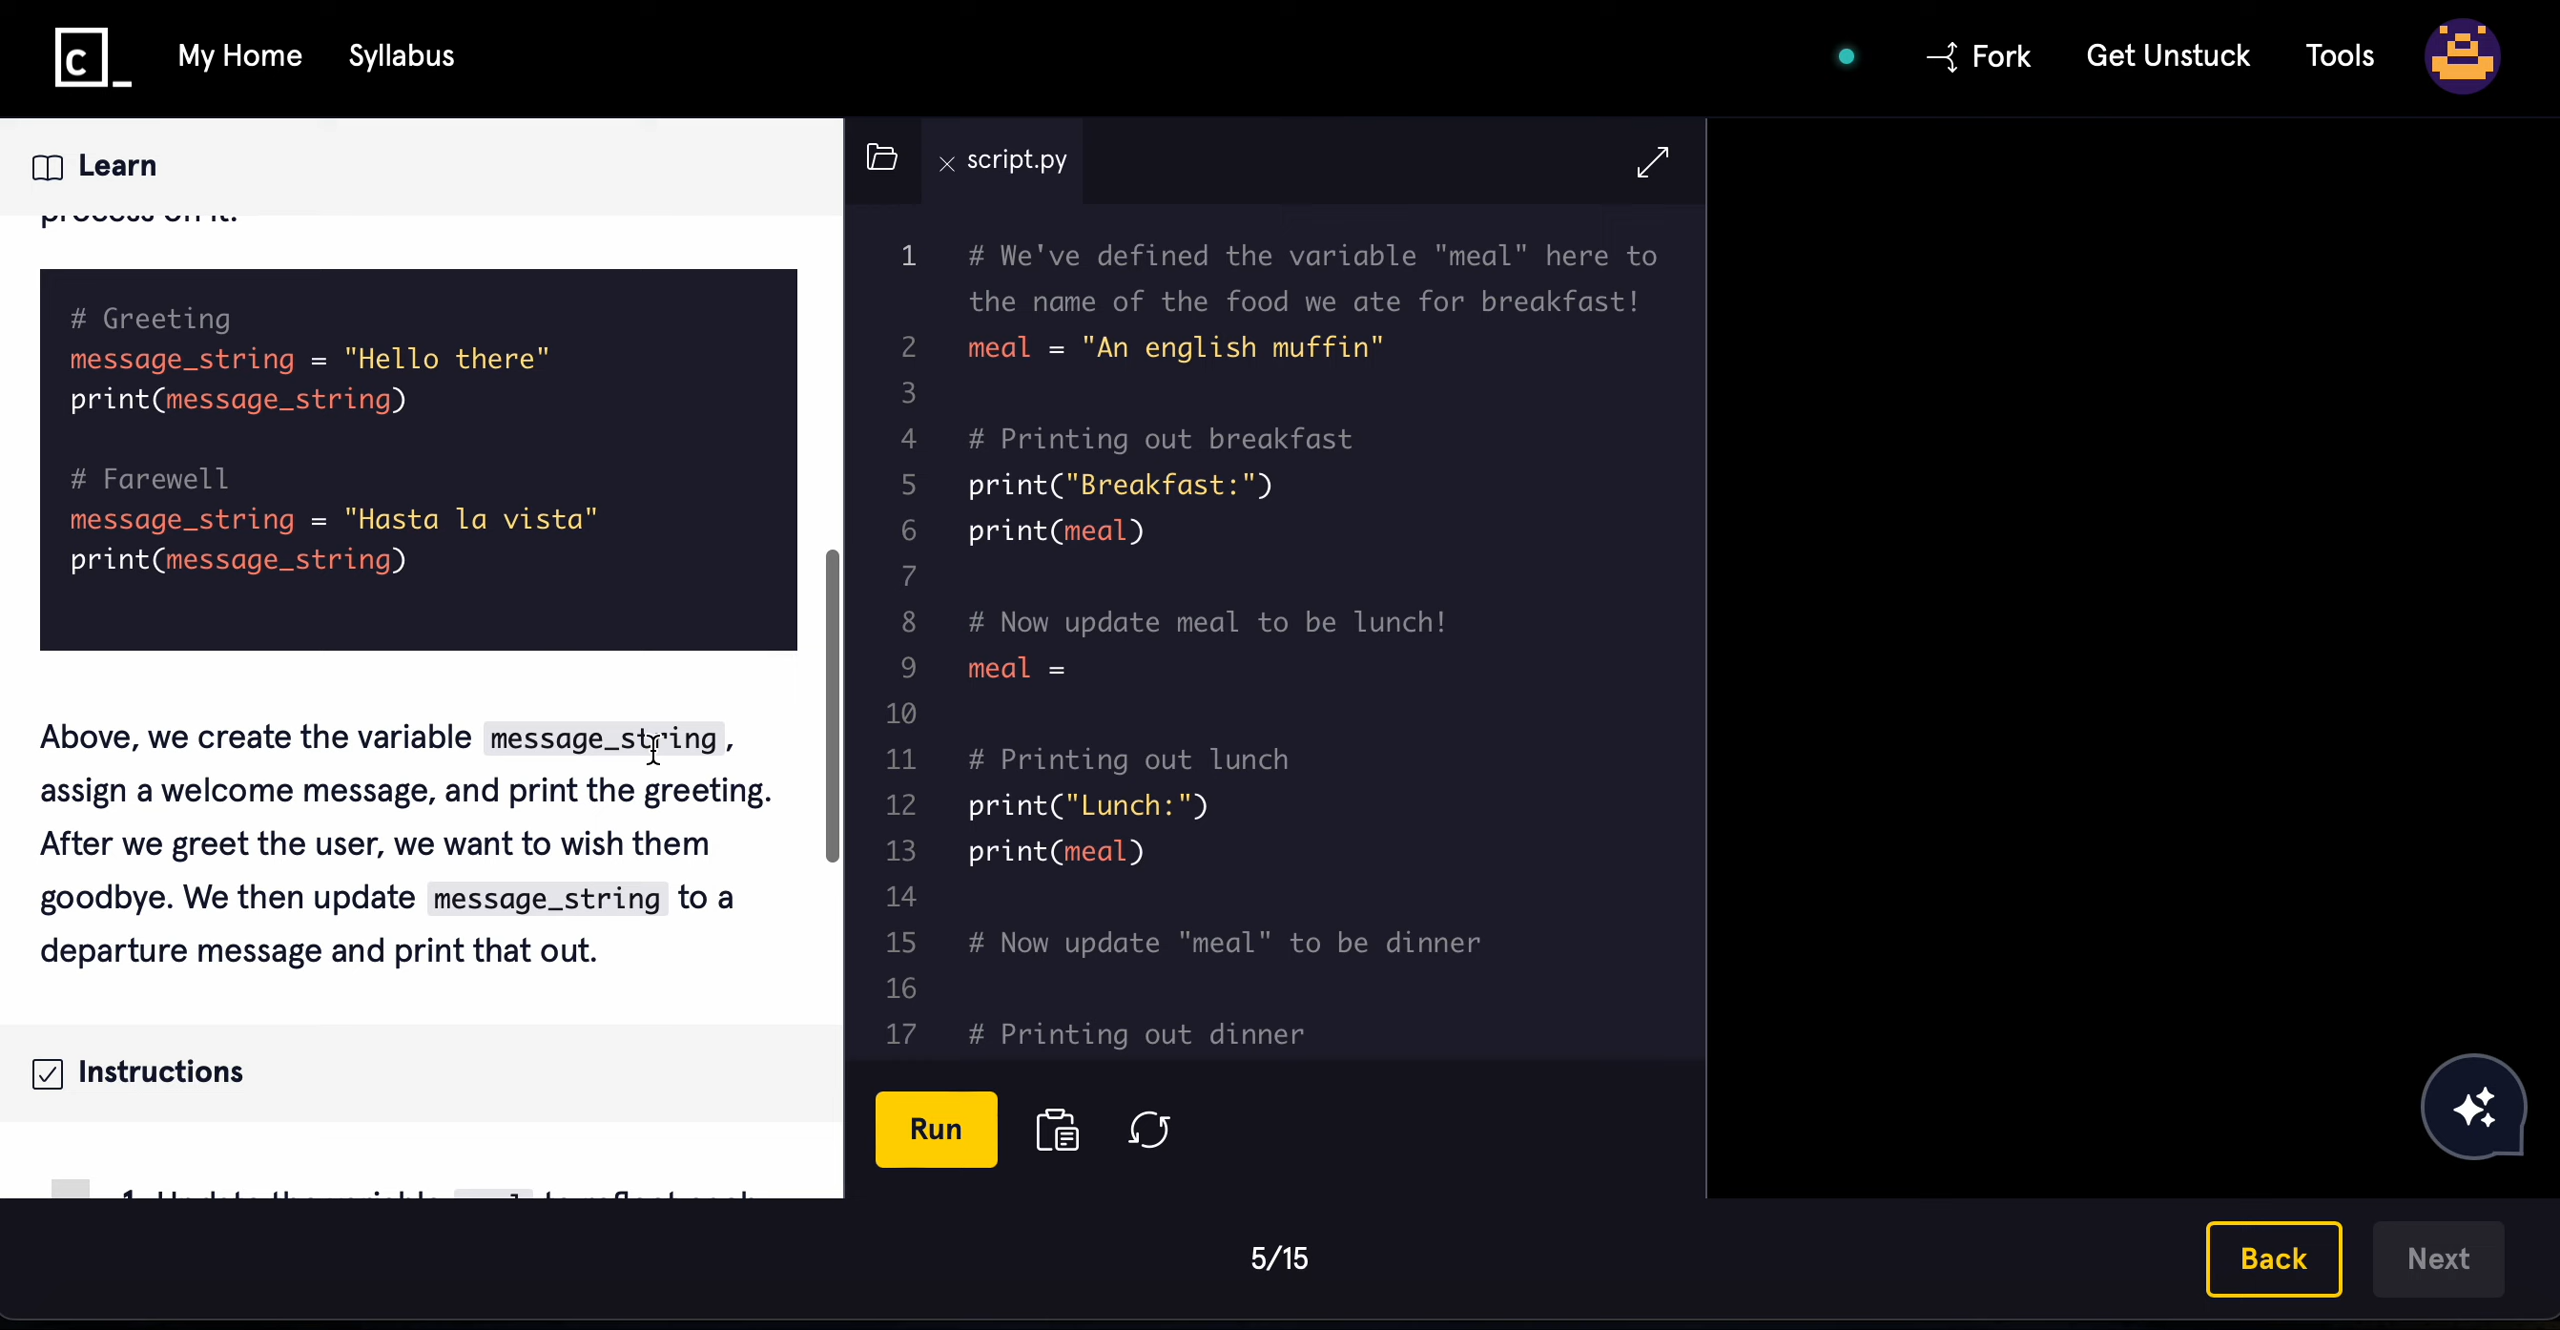 C_ My Home Syllabus Fork Get Unstuck Tools
Learn
process on it.
# Greeting
message_string = "Hello there"
print(message_string)
# Farewell
message_string = "Hasta la vista"
print(message_string)
Above, we create the variable message_string,
assign a welcome message, and print the greeting.
After we greet the user, we want to wish them
goodbye. We then update message_string to a
departure message and print that out.
Instructions
script.py
1 # We've defined the variable "meal" here to
the name of the food we ate for breakfast!
2 meal = "An english muffin"
3
4 # Printing out breakfast
5 print("Breakfast:")
6 print(meal)
7
8 # Now update meal to be lunch!
9 meal =
10
11 # Printing out lunch
12 print("Lunch:")
13 print(meal)
14
15 # Now update "meal" to be dinner
16
17 # Printing out dinner
Run
5/15
Back Next